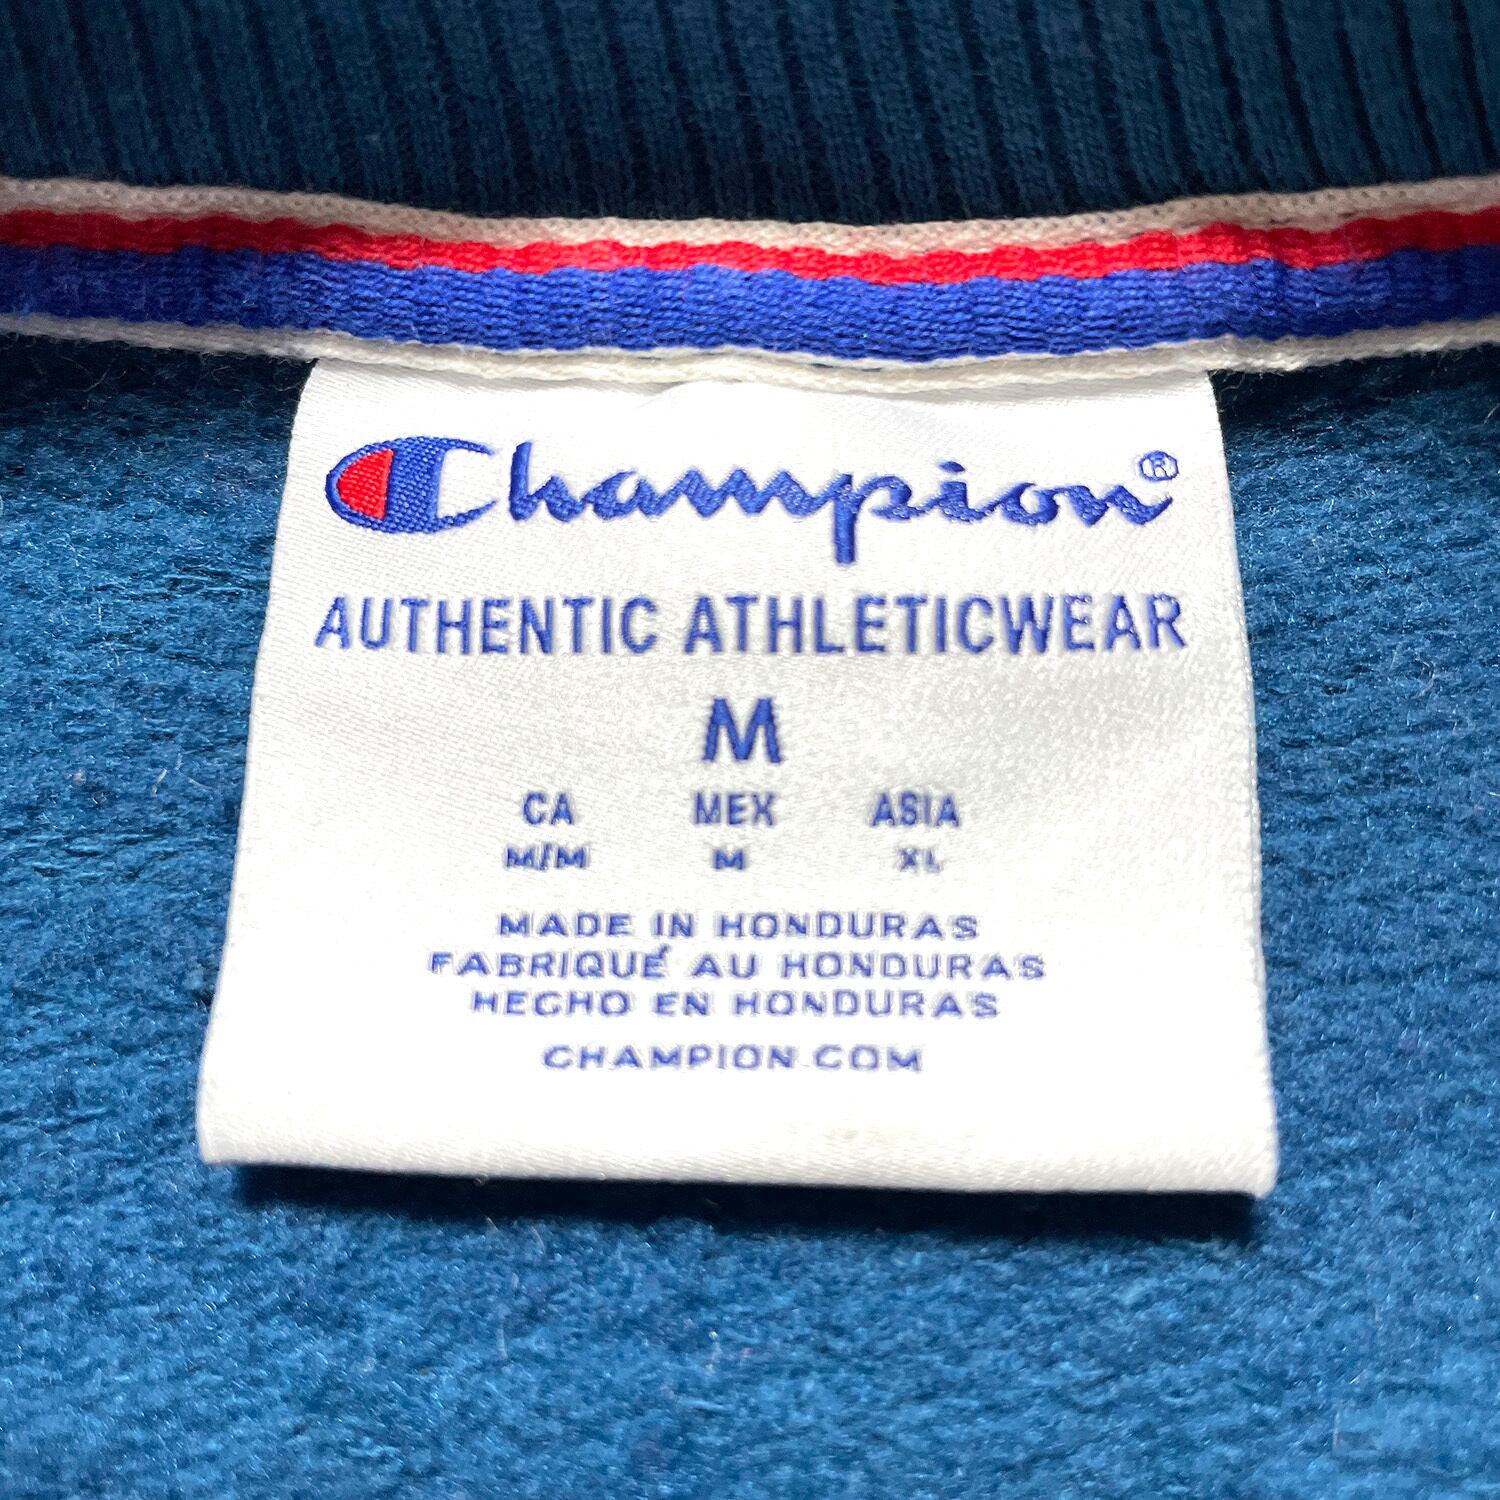 Champion®
AUTHENTIC ATHLETICWEAR
M
CA MEX ASIA
M/M M XL
MADE IN HONDURAS
FABRIQUÉ AU HONDURAS
HECHO EN HONDURAS
CHAMPION.COM